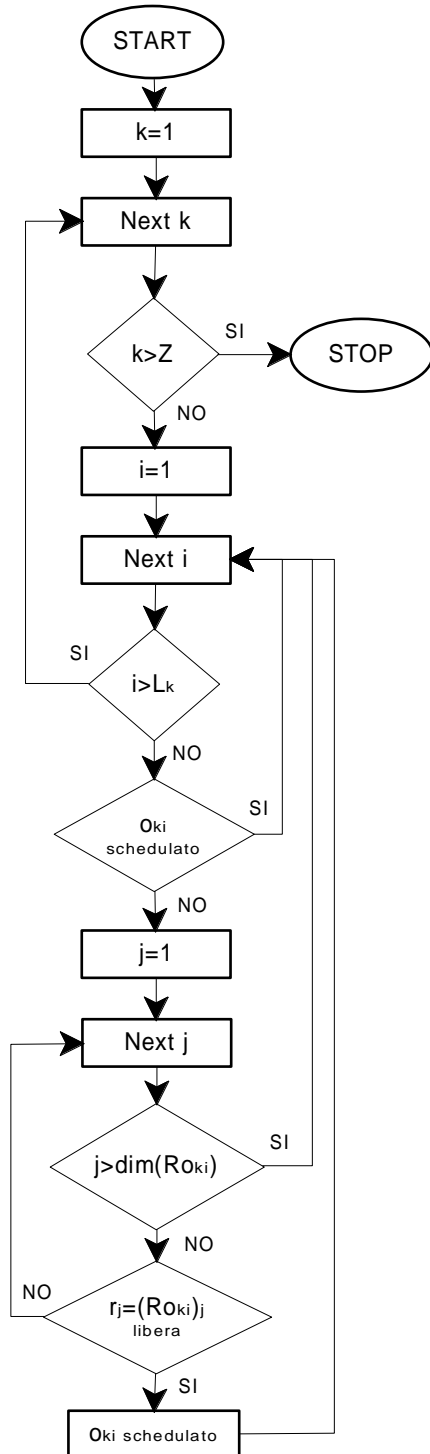 START
k=1
Next k
k>Z
SI
STOP
NO
i=1
Next i
SI
i>Lk
NO
Oki
schedulato
SI
NO
j=1
Next j
j>dim(Roki)
SI
NO
NO
rj=(Roki)j
libera
SI
Oki schedulato